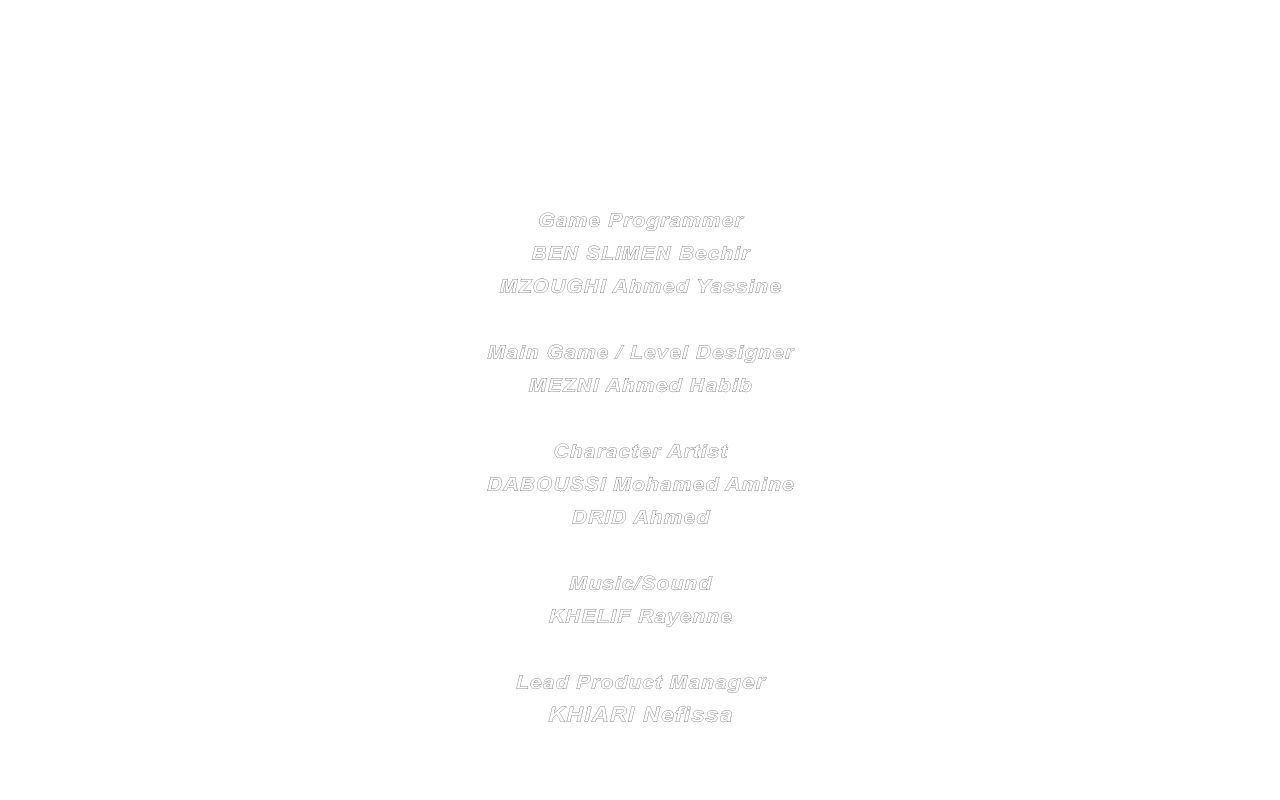 Game Programmer
BEN SLIMEN Bechir
MZOUGHI Ahmed Yassine
Main Game / Level Designer
MEZNI Ahmed Habib
Character Artist
DABOUSSI Mohamed Amine
DRID Ahmed
Music/Sound
KHELIF Rayenne
Lead Product Manager
KHIARI Nefissa